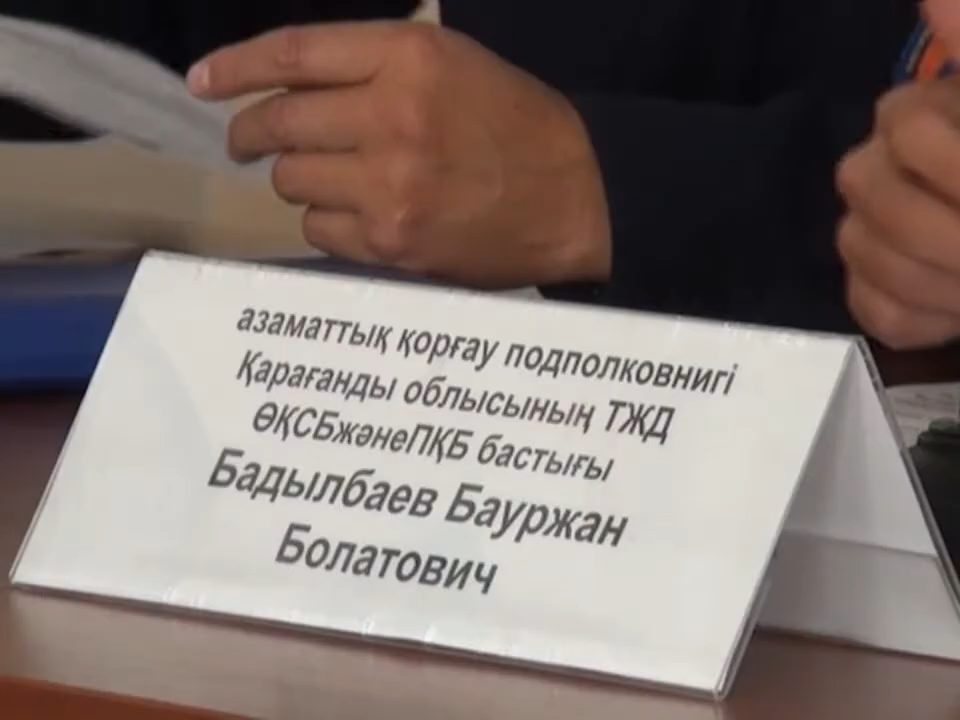 азаматтық қорғау подполковнигі
Қарағанды облысының ТЖД
ӨҚСБжәнеПҚБ бастығы
Бадылбаев Бауржан
Болатович